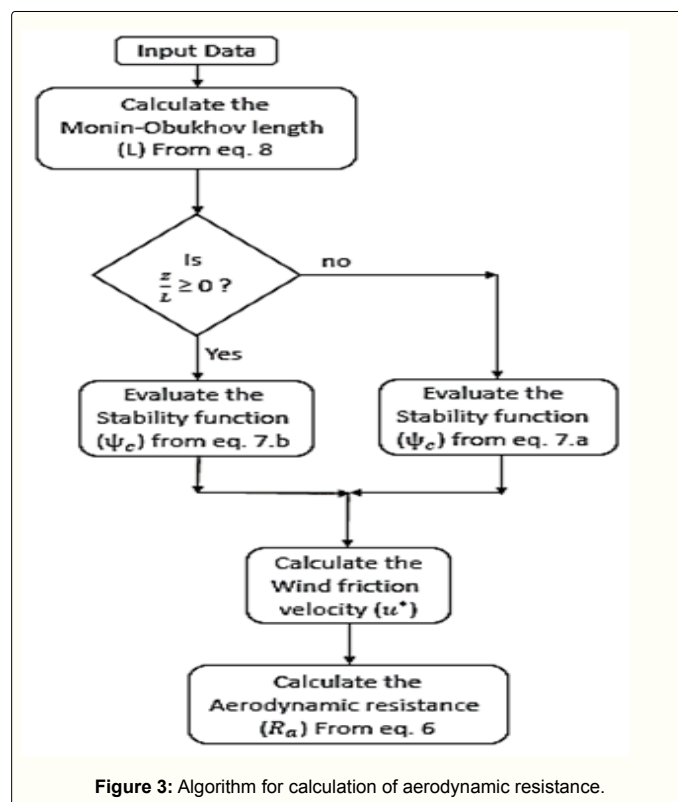 Input Data
Calculate the
Monin-Obukhov length
(L) From eq. 8
Is
z/L ≥ 0 ?
no
Yes
Evaluate the
Stability function
(ψc) from eq. 7.b
Evaluate the
Stability function
(ψc) from eq. 7.a
Calculate the
Wind friction
velocity (u*)
Calculate the
Aerodynamic resistance
(Ra) From eq. 6
Figure 3: Algorithm for calculation of aerodynamic resistance.